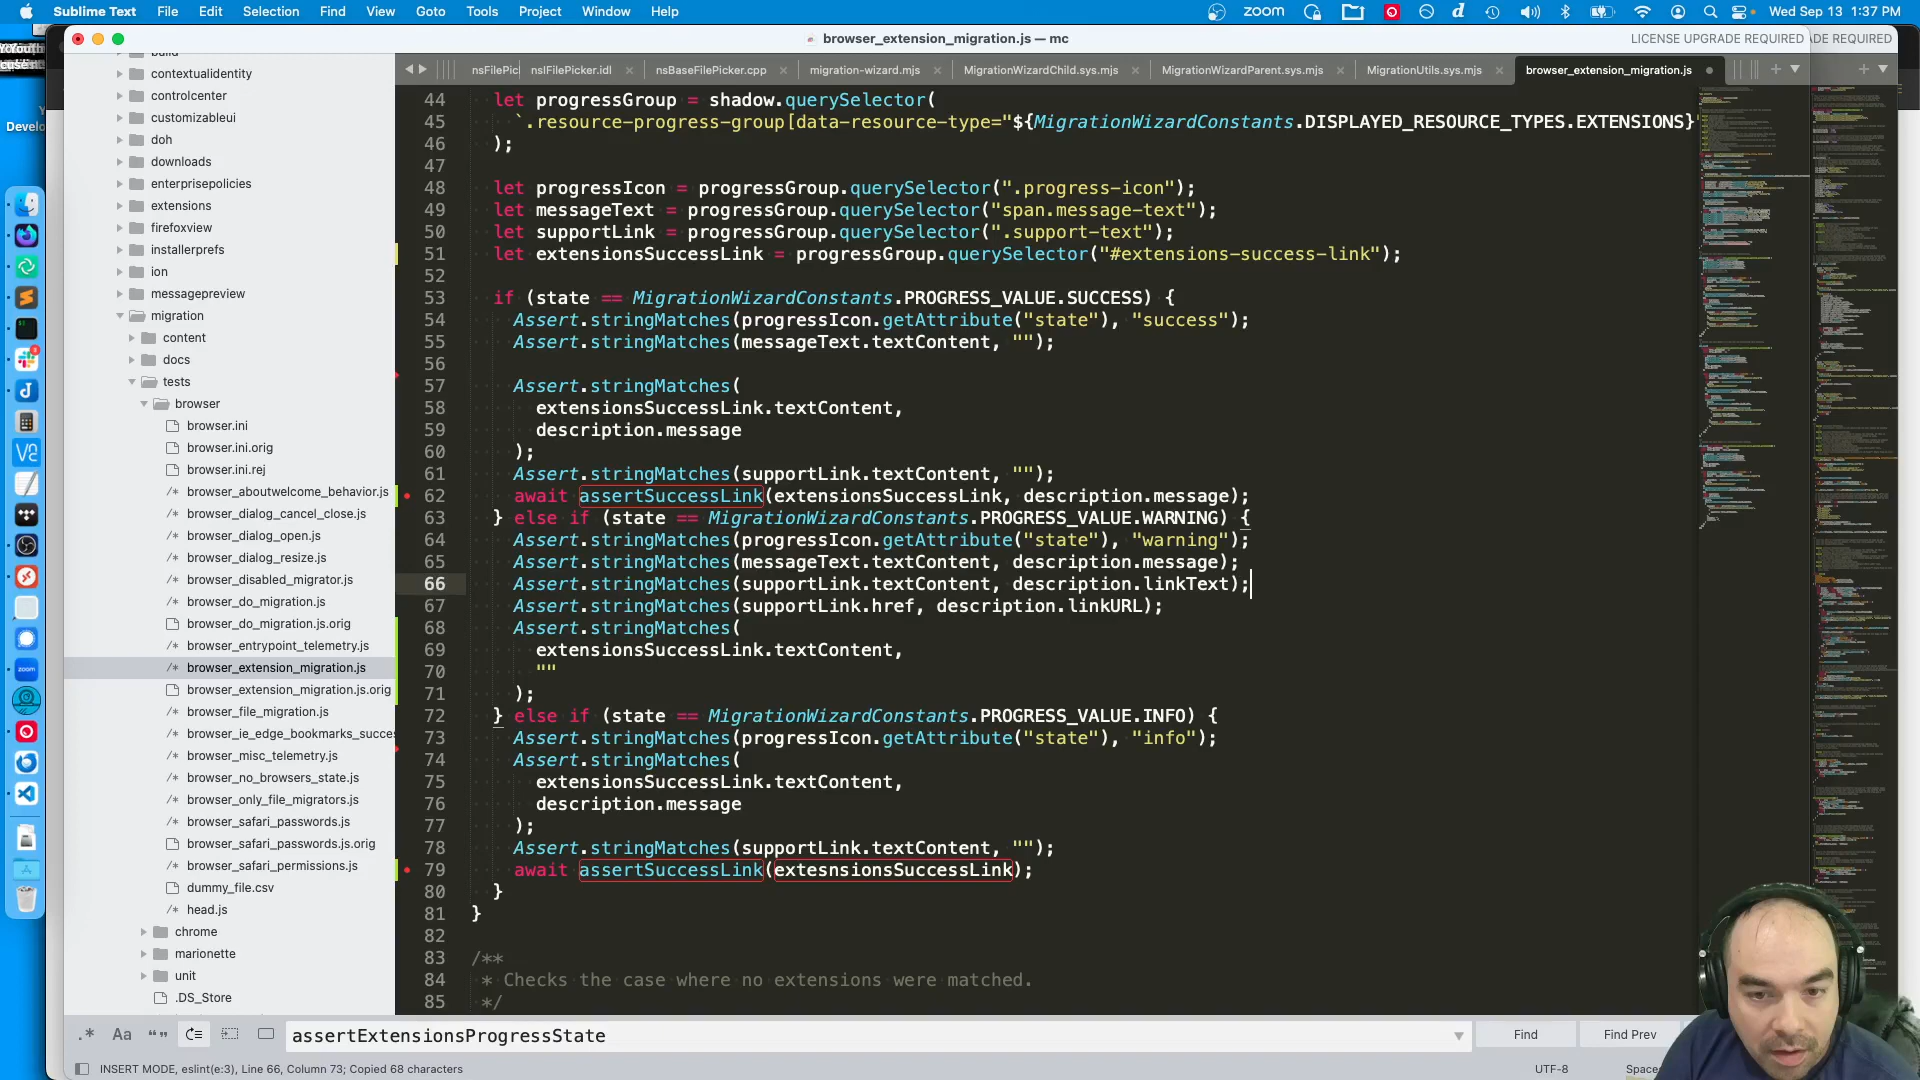 Sublime Text File Edit Selection Find View Goto Tools Project Window Help
zoom
Wed Sep 13 1:37 PM
browser_extension_migration.js — mc
LICENSE UPGRADE REQUIRED
ADE REQUIRED
nsFilePic
nsIFilePicker.idl
nsBaseFilePicker.cpp
migration-wizard.mjs
MigrationWizardChild.sys.mjs
MigrationWizardParent.sys.mjs
MigrationUtils.sys.mjs
browser_extension_migration.js
Develo
build
contextualidentity
controlcenter
customizableui
doh
downloads
enterprisepolicies
extensions
firefoxview
installerprefs
ion
messagepreview
migration
content
docs
tests
browser
browser.ini
browser.ini.orig
browser.ini.rej
/* browser_aboutwelcome_behavior.js
/* browser_dialog_cancel_close.js
/* browser_dialog_open.js
/* browser_dialog_resize.js
/* browser_disabled_migrator.js
/* browser_do_migration.js
browser_do_migration.js.orig
/* browser_entrypoint_telemetry.js
/* browser_extension_migration.js
browser_extension_migration.js.orig
/* browser_file_migration.js
/* browser_ie_edge_bookmarks_succes
/* browser_misc_telemetry.js
/* browser_no_browsers_state.js
/* browser_only_file_migrators.js
/* browser_safari_passwords.js
browser_safari_passwords.js.orig
/* browser_safari_permissions.js
dummy_file.csv
/* head.js
chrome
marionette
unit
.DS_Store
44 let progressGroup = shadow.querySelector(
45 `.resource-progress-group[data-resource-type="${MigrationWizardConstants.DISPLAYED_RESOURCE_TYPES.EXTENSIONS}"
46 );
47
48 let progressIcon = progressGroup.querySelector(".progress-icon");
49 let messageText = progressGroup.querySelector("span.message-text");
50 let supportLink = progressGroup.querySelector(".support-text");
51 let extensionsSuccessLink = progressGroup.querySelector("#extensions-success-link");
52
53 if (state == MigrationWizardConstants.PROGRESS_VALUE.SUCCESS) {
54 Assert.stringMatches(progressIcon.getAttribute("state"), "success");
55 Assert.stringMatches(messageText.textContent, "");
56
57 Assert.stringMatches(
58 extensionsSuccessLink.textContent,
59 description.message
60 );
61 Assert.stringMatches(supportLink.textContent, "");
62 await assertSuccessLink(extensionsSuccessLink, description.message);
63 } else if (state == MigrationWizardConstants.PROGRESS_VALUE.WARNING) {
64 Assert.stringMatches(progressIcon.getAttribute("state"), "warning");
65 Assert.stringMatches(messageText.textContent, description.message);
66 Assert.stringMatches(supportLink.textContent, description.linkText);
67 Assert.stringMatches(supportLink.href, description.linkURL);
68 Assert.stringMatches(
69 extensionsSuccessLink.textContent,
70 ""
71 );
72 } else if (state == MigrationWizardConstants.PROGRESS_VALUE.INFO) {
73 Assert.stringMatches(progressIcon.getAttribute("state"), "info");
74 Assert.stringMatches(
75 extensionsSuccessLink.textContent,
76 description.message
77 );
78 Assert.stringMatches(supportLink.textContent, "");
79 await assertSuccessLink(extesnsionsSuccessLink);
80 }
81 }
82
83 /**
84 * Checks the case where no extensions were matched.
85 */
.* Aa “” assertExtensionsProgressState Find Find Prev
INSERT MODE, eslint(e:3), Line 66, Column 73; Copied 68 characters
UTF-8
Spaces